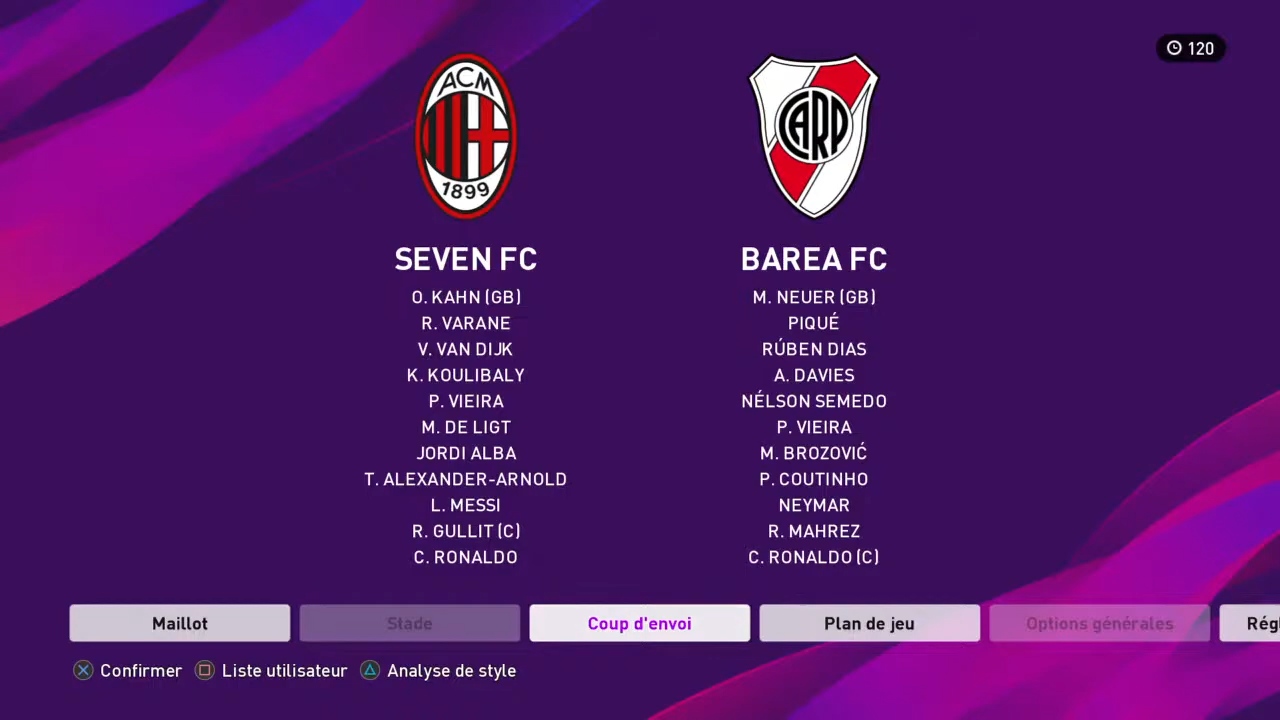 120
ACM
1899
CARP
SEVEN FC
O. KAHN (GB)
R. VARANE
V. VAN DIJK
K. KOULIBALY
P. VIEIRA
M. DE LIGT
JORDI ALBA
T. ALEXANDER-ARNOLD
L. MESSI
R. GULLIT (C)
C. RONALDO
BAREA FC
M. NEUER (GB)
PIQUÉ
RÚBEN DIAS
A. DAVIES
NÉLSON SEMEDO
P. VIEIRA
M. BROZOVIĆ
P. COUTINHO
NEYMAR
R. MAHREZ
C. RONALDO (C)
Maillot Stade Coup d'envoi Plan de jeu Options générales Régl
Confirmer Liste utilisateur Analyse de style